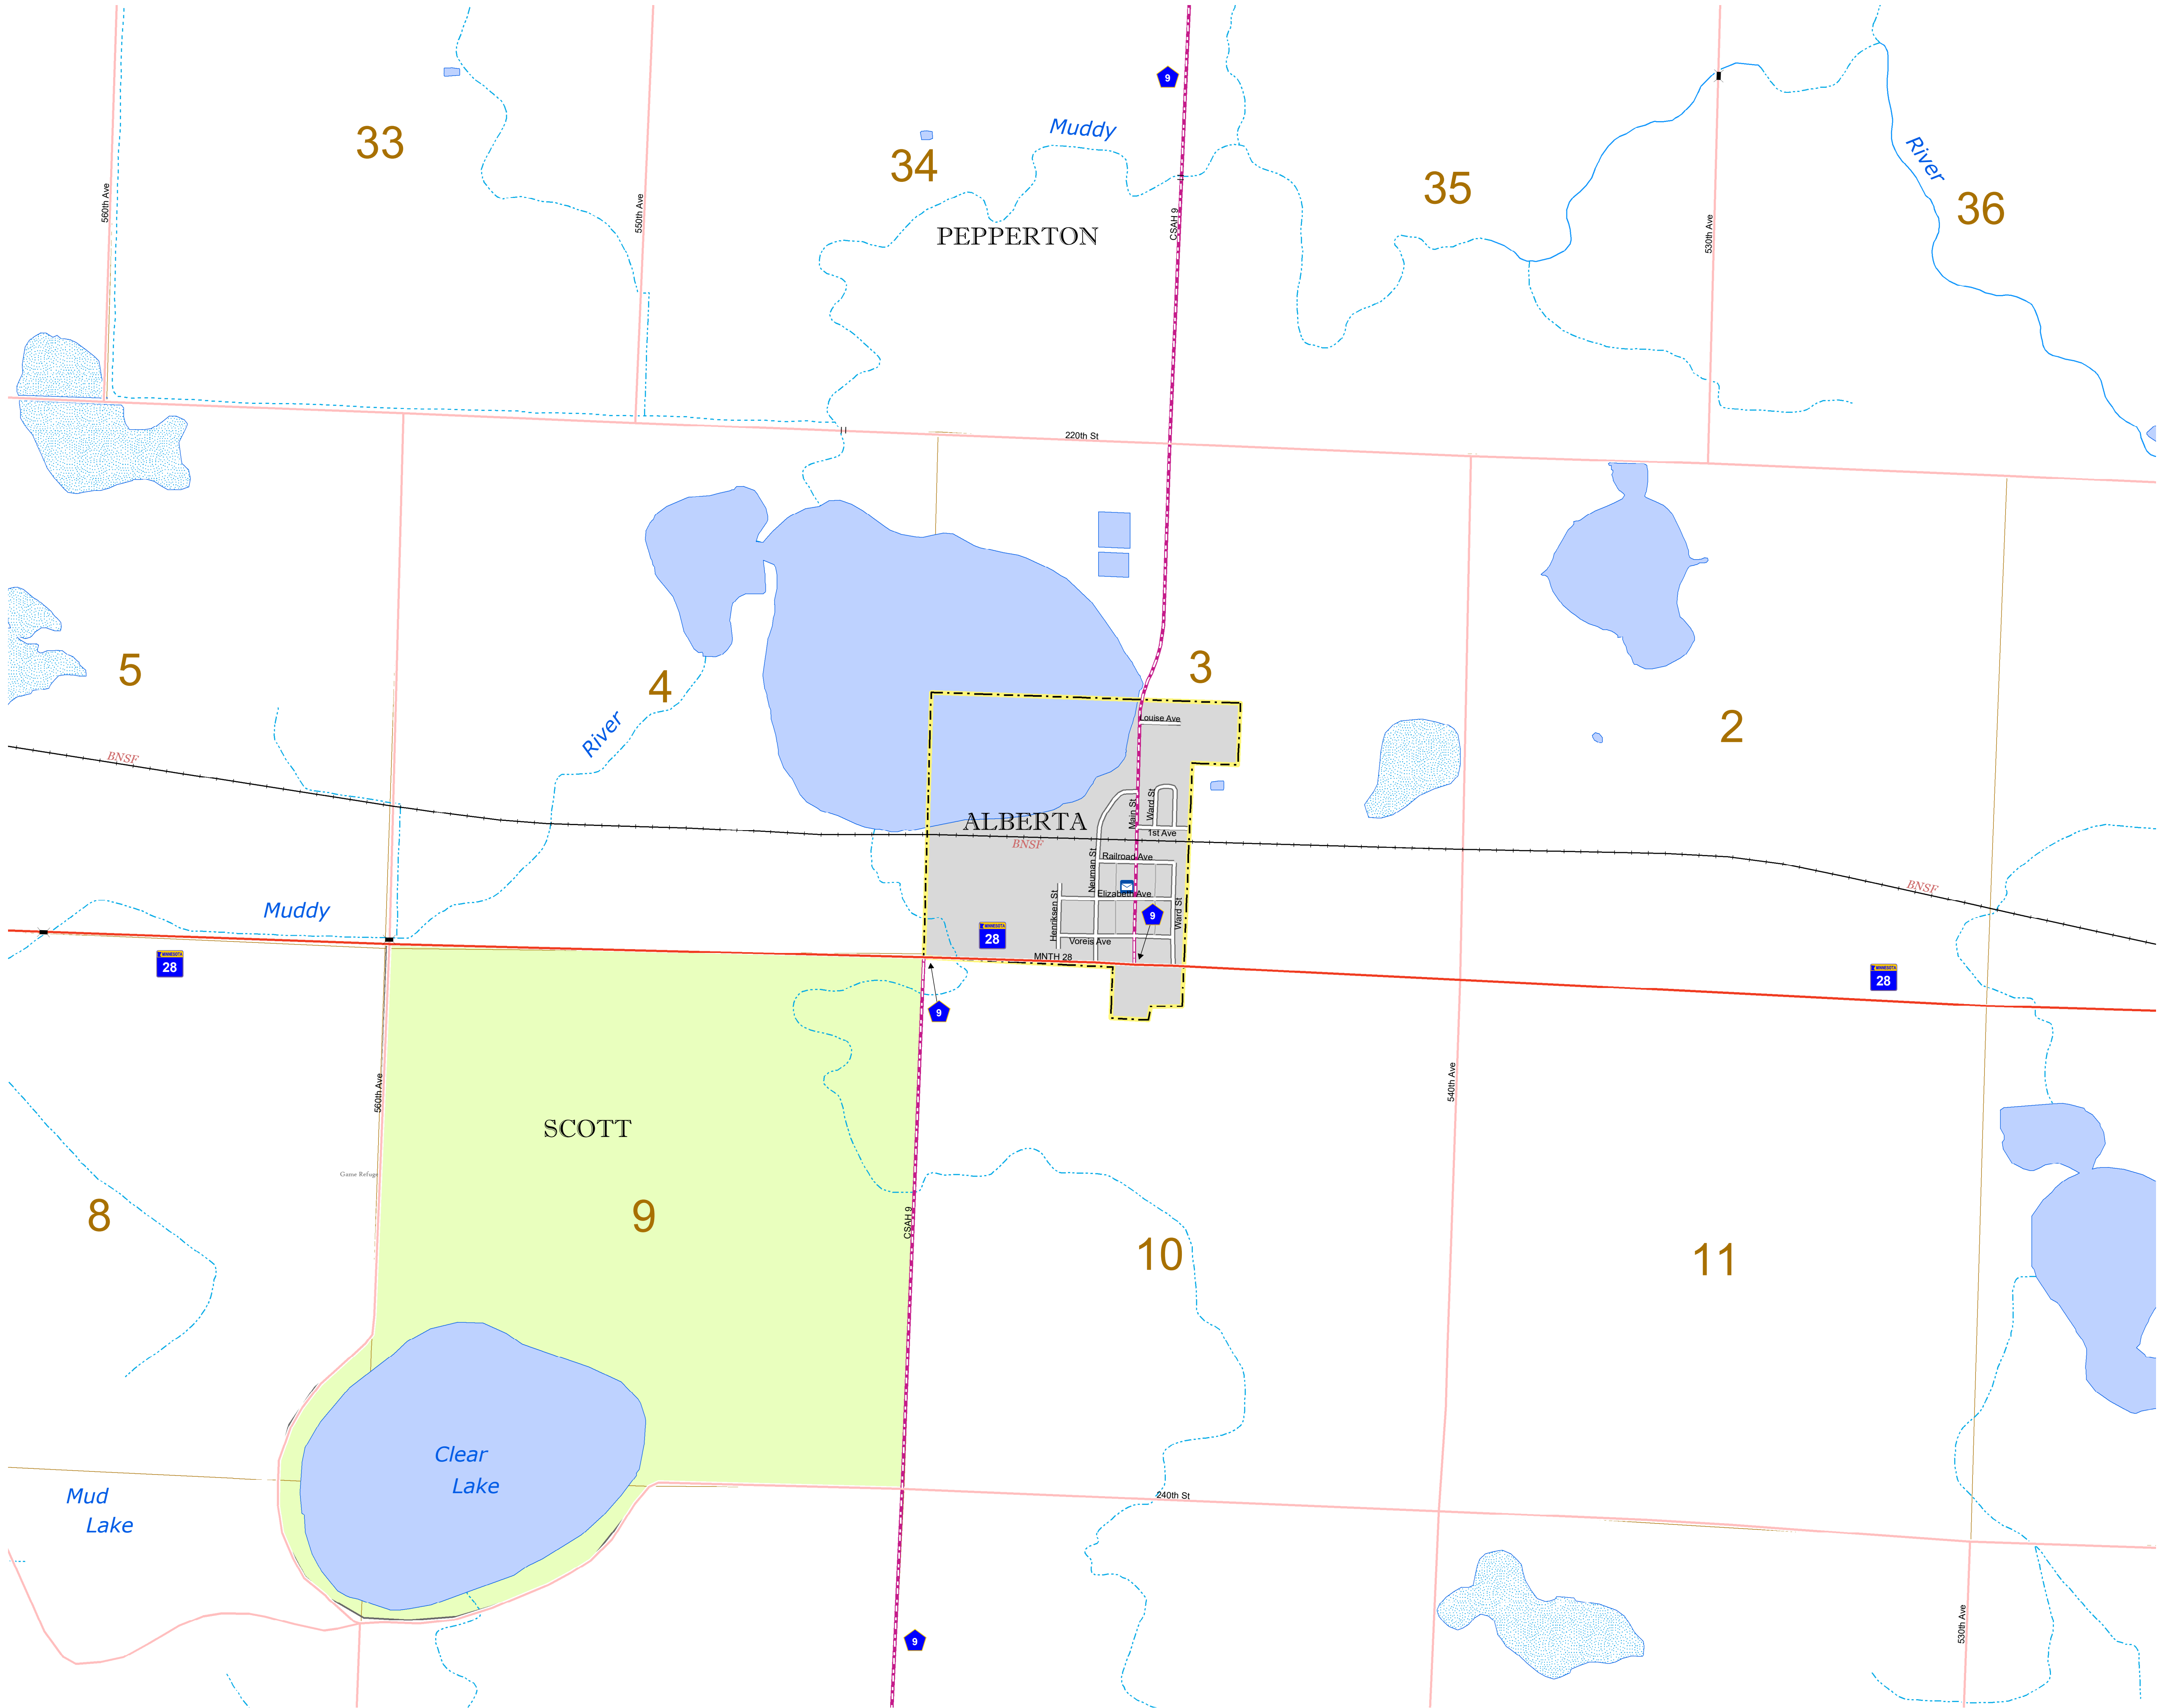 9
33
Muddy
34
35
River
36
560th Ave
550th Ave
CSAH 9
530th Ave
PEPPERTON
220th St
5
4
3
2
River
Louise Ave
BNSF
Main St
Ward St
ALBERTA
1st Ave
BNSF
Railroad Ave
Neuman St
Elizabeth Ave
BNSF
Muddy
Henriksen St
9
Ward St
MINNESOTA
28
Voreis Ave
MNTH 28
MINNESOTA
28
MINNESOTA
28
9
560th Ave
540th Ave
SCOTT
Game Refuge
8
9
CSAH 9
10
11
Clear
Lake
Mud
Lake
240th St
530th Ave
9